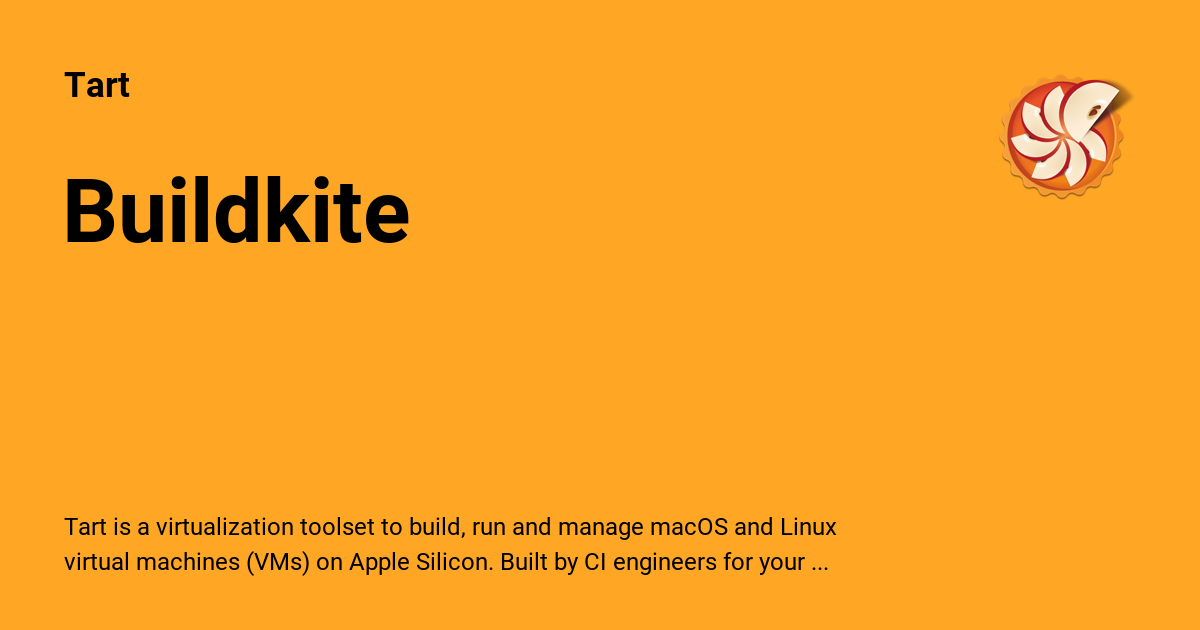 Tart
Buildkite
Tart is a virtualization toolset to build, run and manage macOS and Linux
virtual machines (VMs) on Apple Silicon. Built by CI engineers for your ...